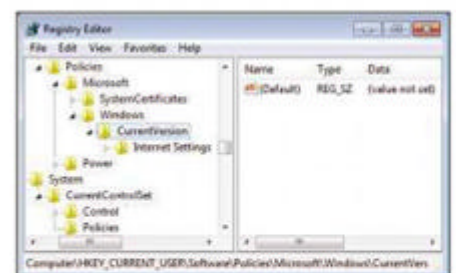 Registry Editor
File Edit View Favorites Help
Policies
Microsoft
SystemCertificates
Windows
CurrentVersion
Internet Settings
Power
System
CurrentControlSet
Control
Policies
Name Type Data
(Default) REG_SZ (value not set)
Computer\HKEY_CURRENT_USER\Software\Policies\Microsoft\Windows\CurrentVers